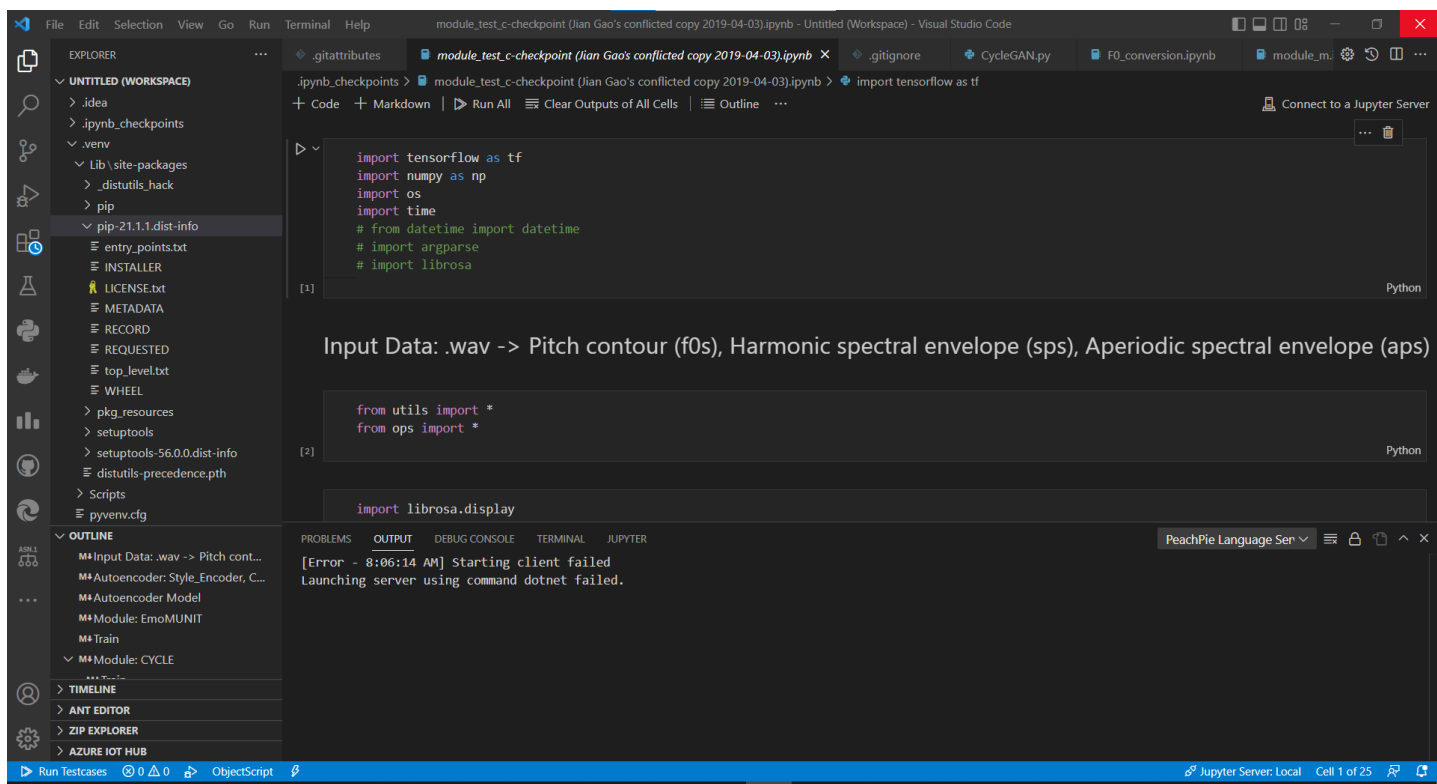 File Edit Selection View Go Run Terminal Help module_test_c-checkpoint (Jian Gao's conflicted copy 2019-04-03).ipynb - Untitled (Workspace) - Visual Studio Code
EXPLORER
UNTITLED (WORKSPACE)
.idea
.ipynb_checkpoints
.venv
Lib \ site-packages
_distutils_hack
pip
pip-21.1.1.dist-info
entry_points.txt
INSTALLER
LICENSE.txt
METADATA
RECORD
REQUESTED
top_level.txt
WHEEL
pkg_resources
setuptools
setuptools-56.0.0.dist-info
distutils-precedence.pth
Scripts
pyvenv.cfg
OUTLINE
Input Data: .wav -> Pitch cont...
Autoencoder: Style_Encoder, C...
Autoencoder Model
Module: EmoMUNIT
Train
Module: CYCLE
Train
TIMELINE
ANT EDITOR
ZIP EXPLORER
AZURE IOT HUB
.gitattributes module_test_c-checkpoint (Jian Gao's conflicted copy 2019-04-03).ipynb .gitignore CycleGAN.py F0_conversion.ipynb module_m.
.ipynb_checkpoints > module_test_c-checkpoint (Jian Gao's conflicted copy 2019-04-03).ipynb > import tensorflow as tf
+ Code + Markdown | Run All Clear Outputs of All Cells | Outline ... Connect to a Jupyter Server
import tensorflow as tf
import numpy as np
import os
import time
# from datetime import datetime
# import argparse
# import librosa
[1] Python
Input Data: .wav -> Pitch contour (f0s), Harmonic spectral envelope (sps), Aperiodic spectral envelope (aps)
from utils import *
from ops import *
[2] Python
import librosa.display
PROBLEMS OUTPUT DEBUG CONSOLE TERMINAL JUPYTER PeachPie Language Ser
[Error - 8:06:14 AM] Starting client failed
Launching server using command dotnet failed.
ASN.1
Run Testcases 0 0 ObjectScript Jupyter Server: Local Cell 1 of 25